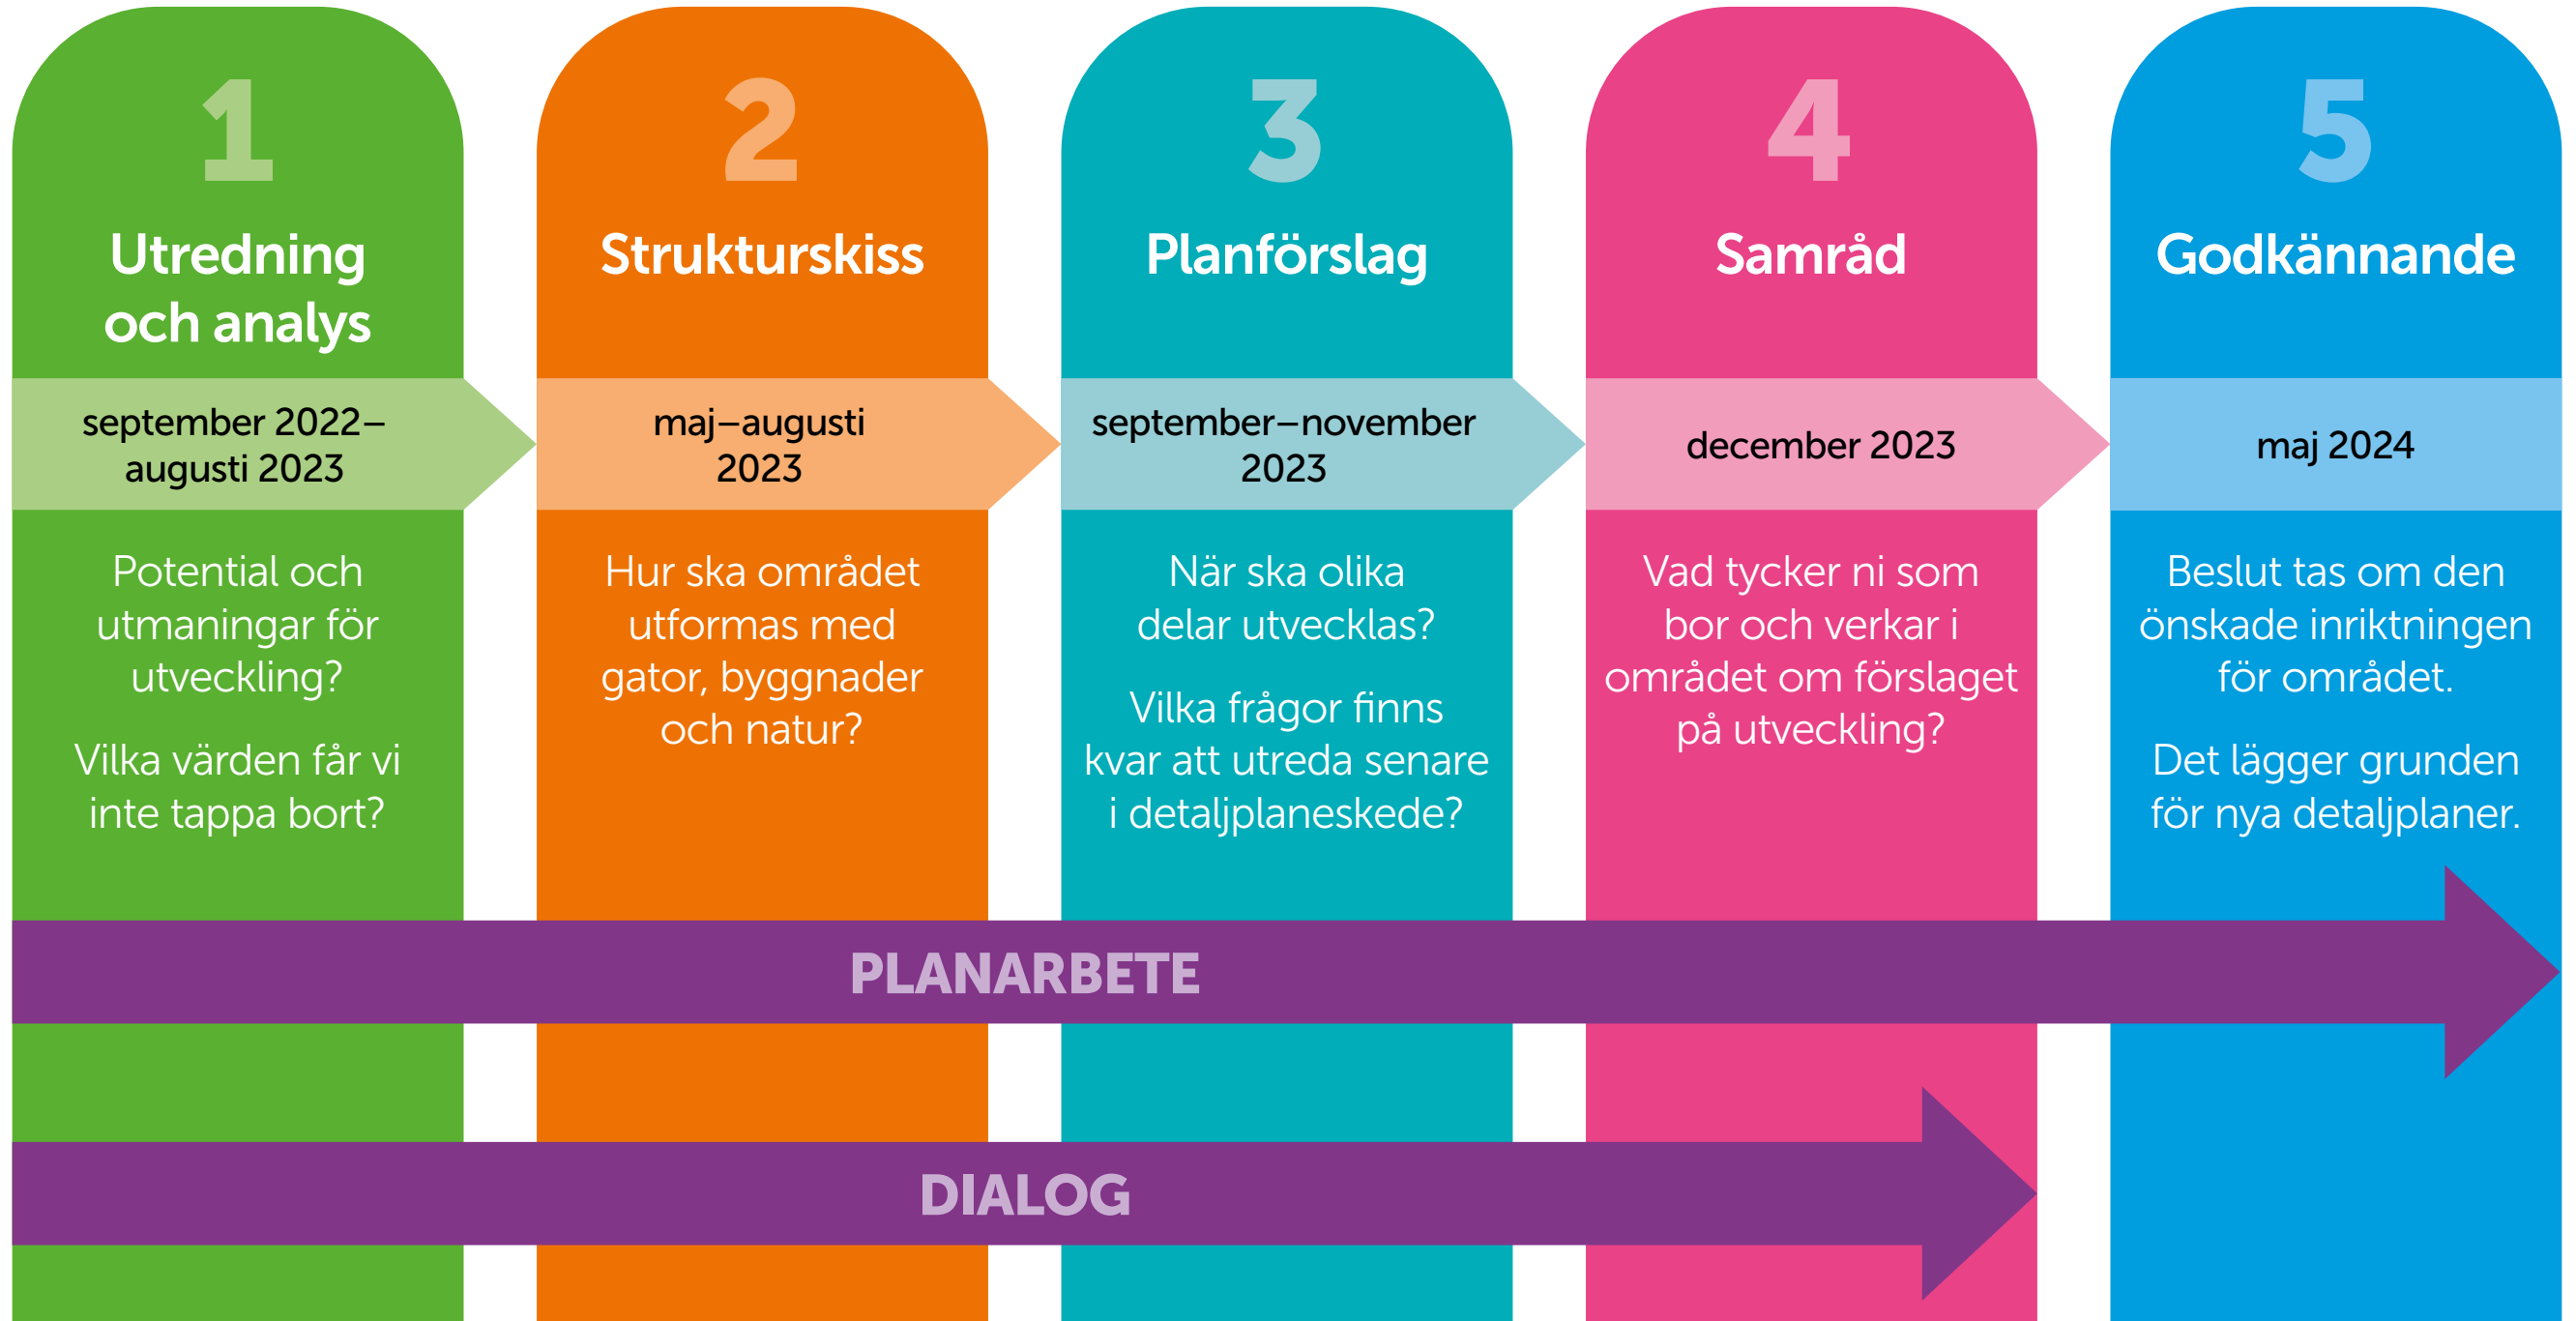 1
Utredning
och analys
september 2022–
augusti 2023
Potential och
utmaningar för
utveckling?
Vilka värden får vi
inte tappa bort?
2
Strukturskiss
maj–augusti
2023
Hur ska området
utformas med
gator, byggnader
och natur?
3
Planförslag
september–november
2023
När ska olika
delar utvecklas?
Vilka frågor finns
kvar att utreda senare
i detaljplaneskede?
4
Samråd
december 2023
Vad tycker ni som
bor och verkar i
området om förslaget
på utveckling?
5
Godkännande
maj 2024
Beslut tas om den
önskade inriktningen
för området.
Det lägger grunden
för nya detaljplaner.
PLANARBETE
DIALOG